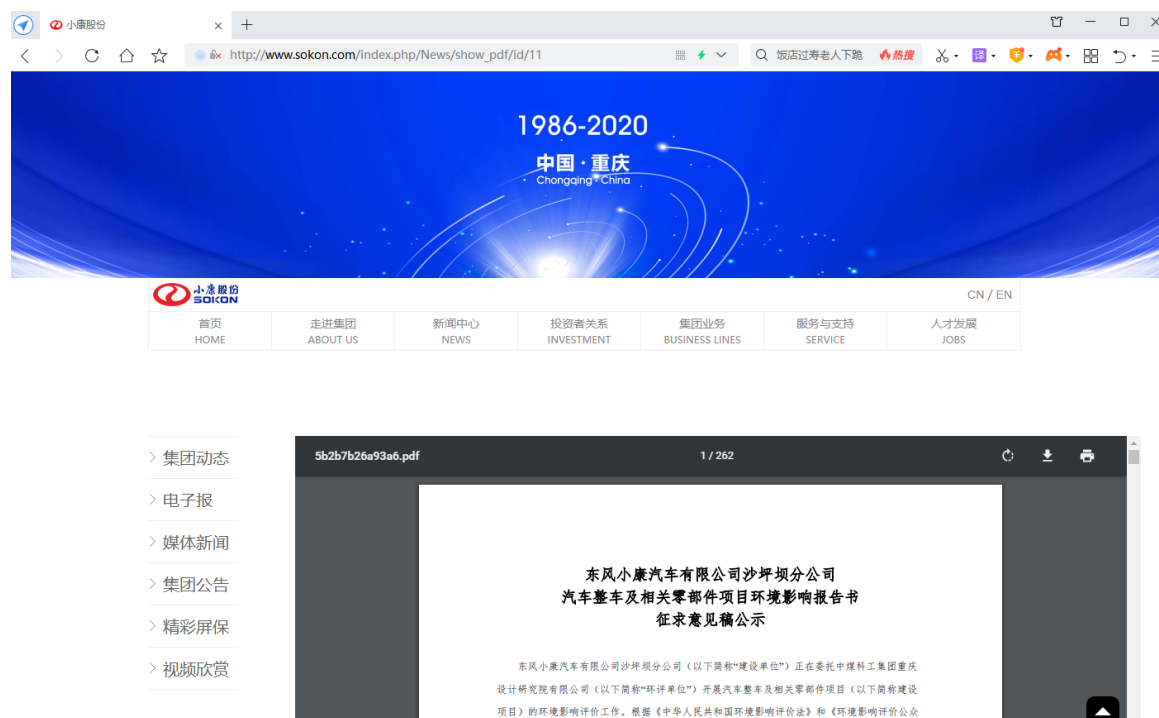 小康股份
http://www.sokon.com/index.php/News/show_pdf/id/11
饭店过寿老人下跪
热搜
译
1986-2020
中国·重庆
Chongqing·China
小康股份
SOKON
CN / EN
首页
HOME
走进集团
ABOUT US
新闻中心
NEWS
投资者关系
INVESTMENT
集团业务
BUSINESS LINES
服务与支持
SERVICE
人才发展
JOBS
集团动态
电子报
媒体新闻
集团公告
精彩屏保
视频欣赏
5b2b7b26a93a6.pdf
1 / 262
东风小康汽车有限公司沙坪坝分公司
汽车整车及相关零部件项目环境影响报告书
征求意见稿公示
东风小康汽车有限公司沙坪坝分公司（以下简称“建设单位”）正在委托中煤科工集团重庆
设计研究院有限公司（以下简称“环评单位”）开展汽车整车及相关零部件项目（以下简称建设
项目）的环境影响评价工作。根据《中华人民共和国环境影响评价法》和《环境影响评价公众